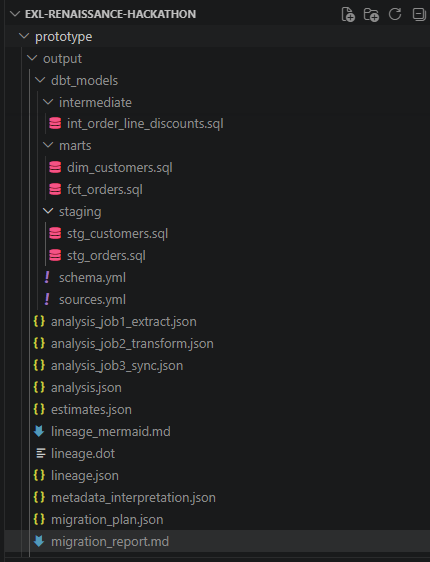 EXL-RENAISSANCE-HACKATHON
prototype
output
dbt_models
intermediate
int_order_line_discounts.sql
marts
dim_customers.sql
fct_orders.sql
staging
stg_customers.sql
stg_orders.sql
! schema.yml
! sources.yml
{} analysis_job1_extract.json
{} analysis_job2_transform.json
{} analysis_job3_sync.json
{} analysis.json
{} estimates.json
lineage_mermaid.md
lineage.dot
{} lineage.json
{} metadata_interpretation.json
{} migration_plan.json
migration_report.md